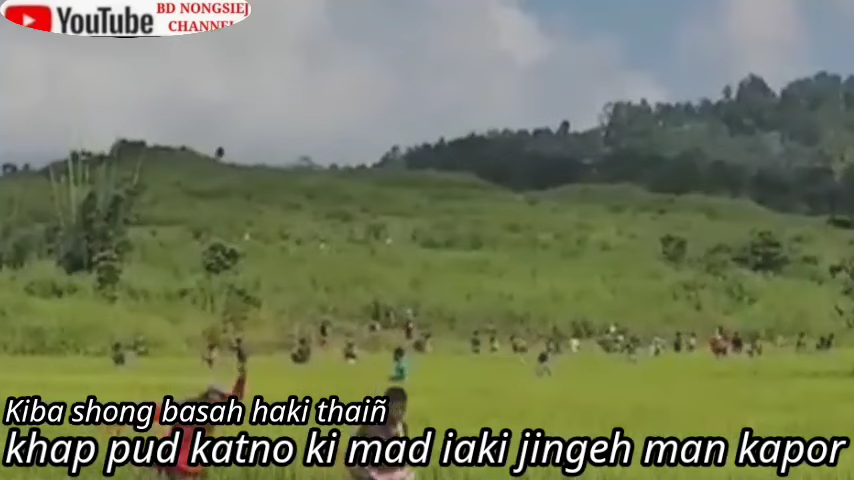 YouTube
BD NONGSIEJ
CHANNEL
Kiba shong basah haki thaiñ
khap pud katno ki mad iaki jingeh man kapor